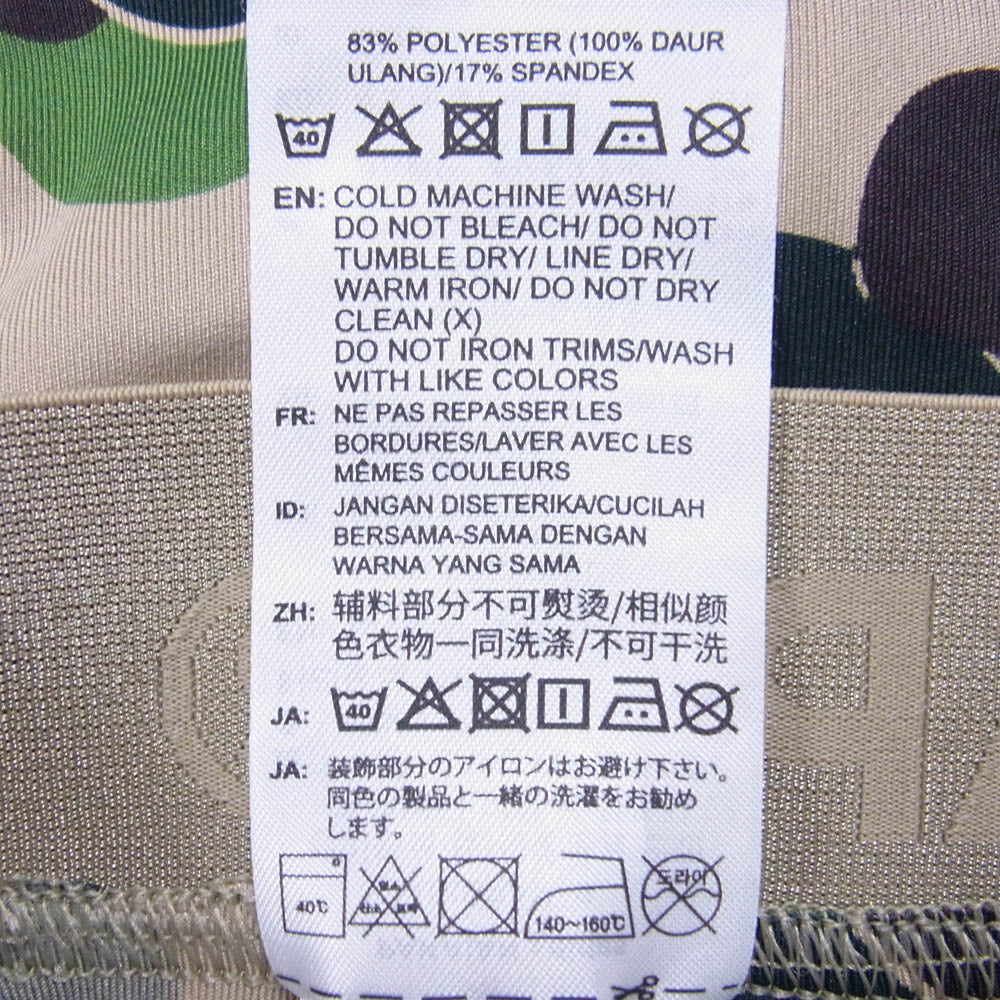 83% POLYESTER (100% DAUR
ULANG)/17% SPANDEX
40
EN: COLD MACHINE WASH/
DO NOT BLEACH/ DO NOT
TUMBLE DRY/ LINE DRY/
WARM IRON/ DO NOT DRY
CLEAN (X)
DO NOT IRON TRIMS/WASH
WITH LIKE COLORS
FR: NE PAS REPASSER LES
BORDURES/LAVER AVEC LES
MÊMES COULEURS
ID: JANGAN DISETERIKA/CUCILAH
BERSAMA-SAMA DENGAN
WARNA YANG SAMA
ZH: 辅料部分不可熨烫/相似颜
色衣物一同洗涤/不可干洗
JA: 40
JA: 装飾部分のアイロンはお避け下さい。
同色の製品と一緒の洗濯をお勧め
します。
40℃ 140~160℃ 드라이